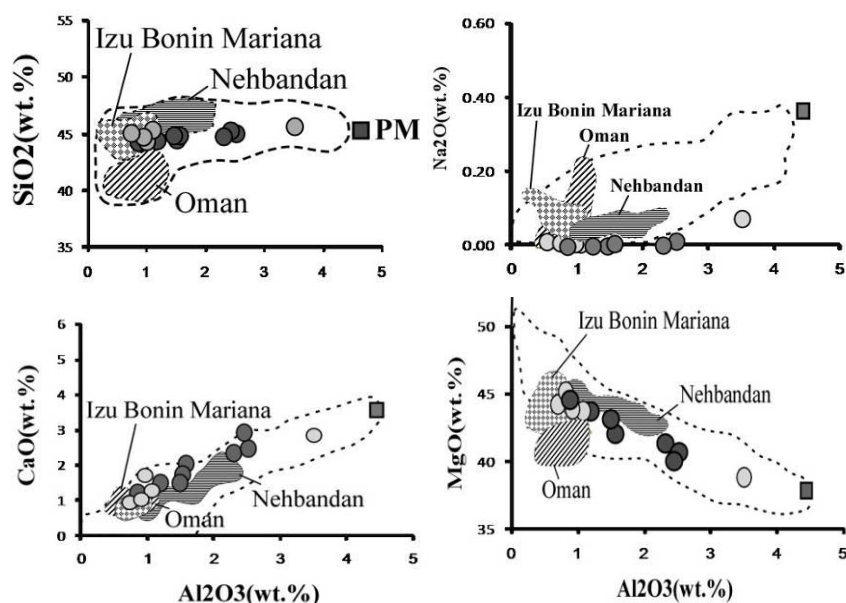 55
50
45
40
35
SiO2(wt.%)
Izu Bonin Mariana
Nehbandan
PM
Oman
0 1 2 3 4 5
0.60
0.40
0.20
0.00
Na2O(wt.%)
Izu Bonin Mariana
Oman
Nehbandan
0 1 2 3 4 5
6
5
4
3
2
1
0
CaO(wt.%)
Izu Bonin Mariana
Nehbandan
Oman
0 1 2 3 4 5
Al2O3(wt.%)
50
45
40
35
MgO(wt.%)
Izu Bonin Mariana
Nehbandan
Oman
0 1 2 3 4 5
Al2O3(wt.%)